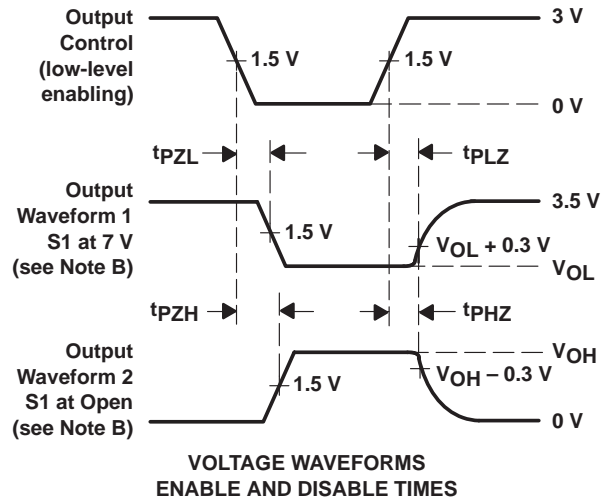 Output
Control
(low-level
enabling)
1.5 V
1.5 V
3 V
0 V
tPZL
tPLZ
Output
Waveform 1
S1 at 7 V
(see Note B)
1.5 V
3.5 V
VOL + 0.3 V
VOL
tPZH
tPHZ
Output
Waveform 2
S1 at Open
(see Note B)
1.5 V
VOH
VOH – 0.3 V
0 V
VOLTAGE WAVEFORMS
ENABLE AND DISABLE TIMES